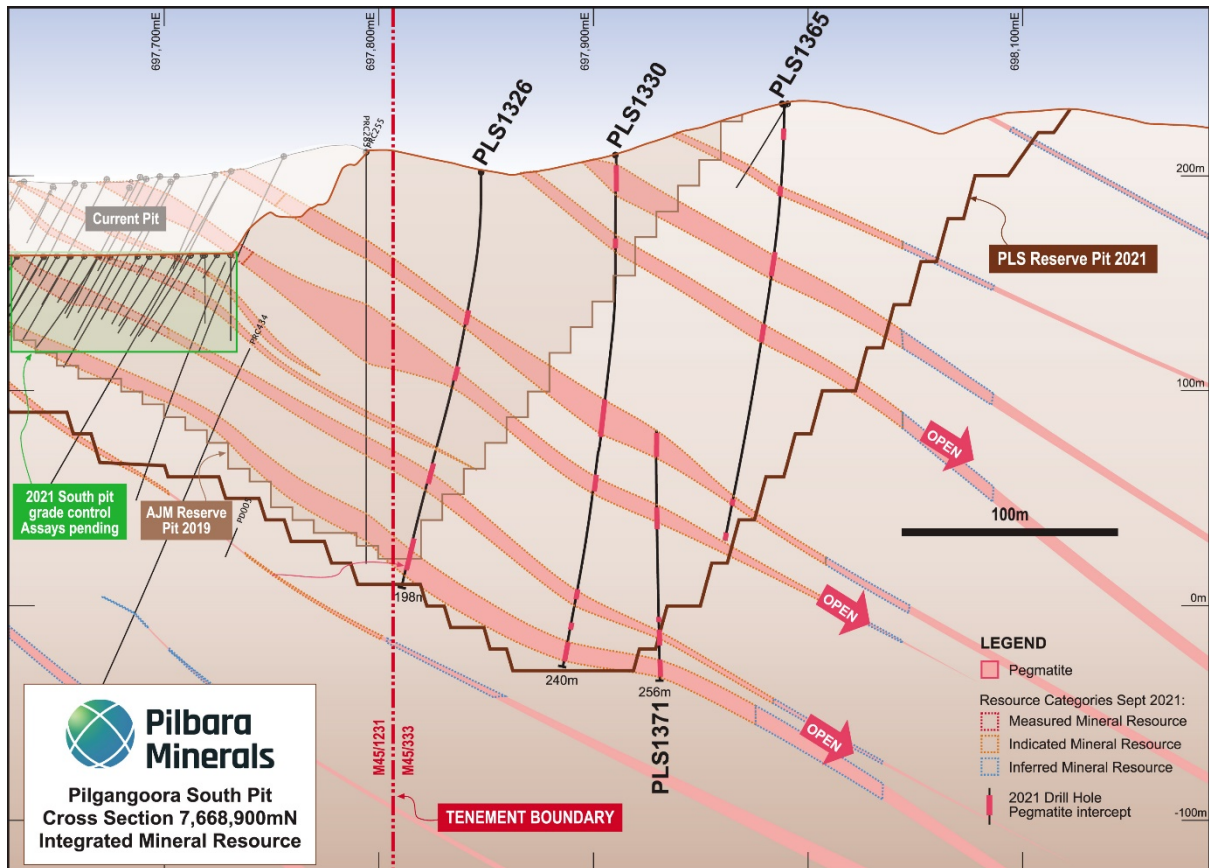 697,700mE
697,800mE
697,900mE
698,100mE
PRC283
PRC255
PLS1326
PLS1330
PLS1365
200m
Current Pit
PLS Reserve Pit 2021
PRC434
100m
OPEN
2021 South pit
grade control
Assays pending
AJM Reserve
Pit 2019
PD005
100m
198m
OPEN
0m
240m
256m
PLS1371
OPEN
LEGEND
Pegmatite
Resource Categories Sept 2021:
Measured Mineral Resource
Indicated Mineral Resource
Inferred Mineral Resource
2021 Drill Hole
Pegmatite intercept
Pilbara
Minerals
Pilgangoora South Pit
Cross Section 7,668,900mN
Integrated Mineral Resource
M45/1231
M45/333
TENEMENT BOUNDARY
-100m